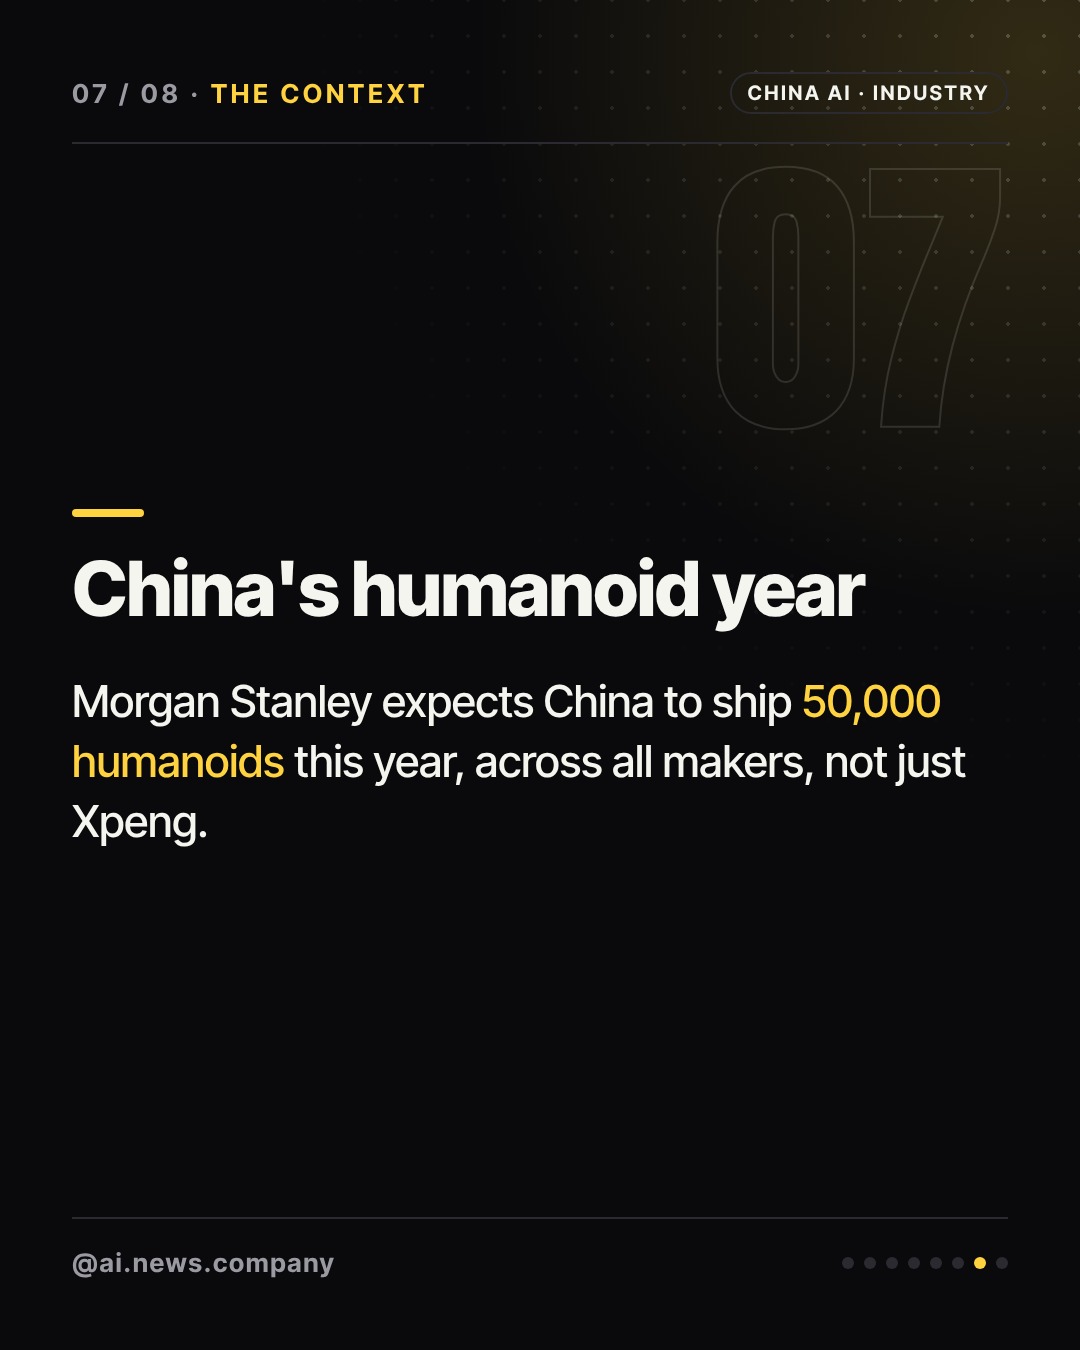 07 / 08 · THE CONTEXT
CHINA AI · INDUSTRY
07
China's humanoid year
Morgan Stanley expects China to ship 50,000
humanoids this year, across all makers, not just
Xpeng.
@ai.news.company